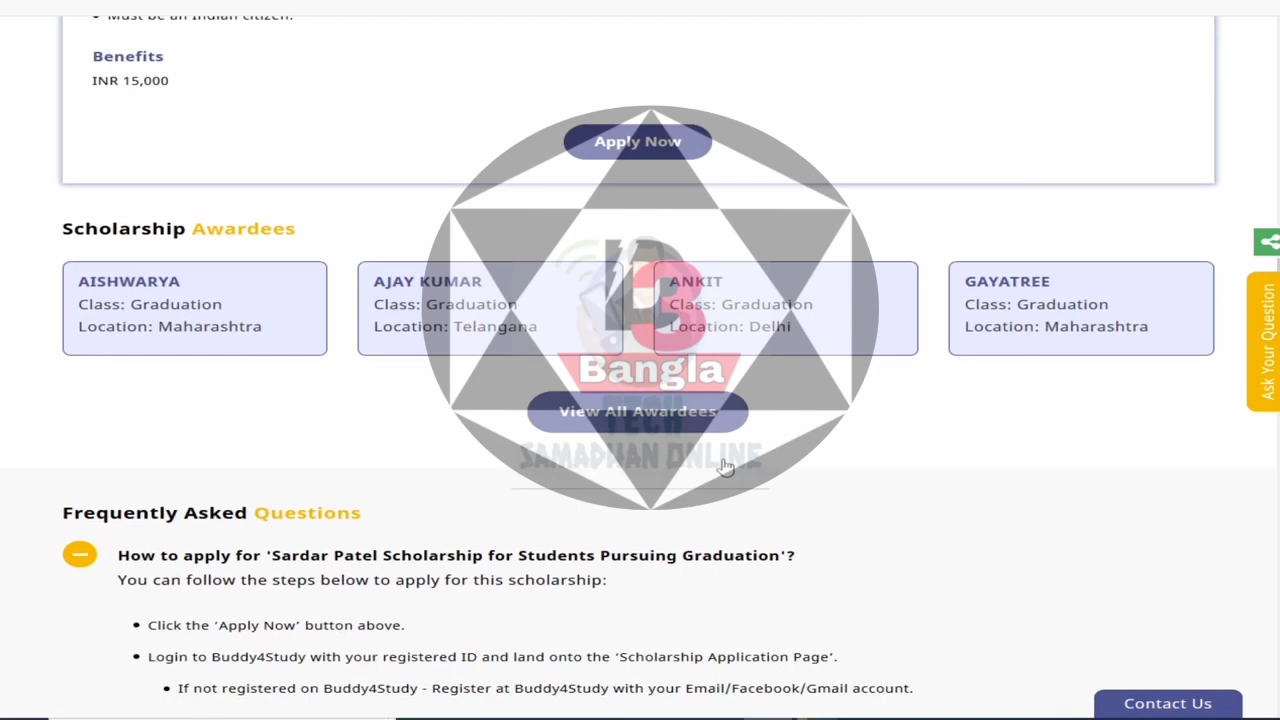 Must be an Indian citizen.
Benefits
INR 15,000
Apply Now
Scholarship Awardees
AISHWARYA
Class: Graduation
Location: Maharashtra
AJAY KUMAR
Class: Graduation
Location: Telangana
ANKIT
Class: Graduation
Location: Delhi
GAYATREE
Class: Graduation
Location: Maharashtra
Bangla
TECH
SAMADHAN ONLINE
View All Awardees
Ask Your Question
Frequently Asked Questions
How to apply for 'Sardar Patel Scholarship for Students Pursuing Graduation'?
You can follow the steps below to apply for this scholarship:
• Click the ‘Apply Now’ button above.
• Login to Buddy4Study with your registered ID and land onto the ‘Scholarship Application Page’.
• If not registered on Buddy4Study - Register at Buddy4Study with your Email/Facebook/Gmail account.
Contact Us